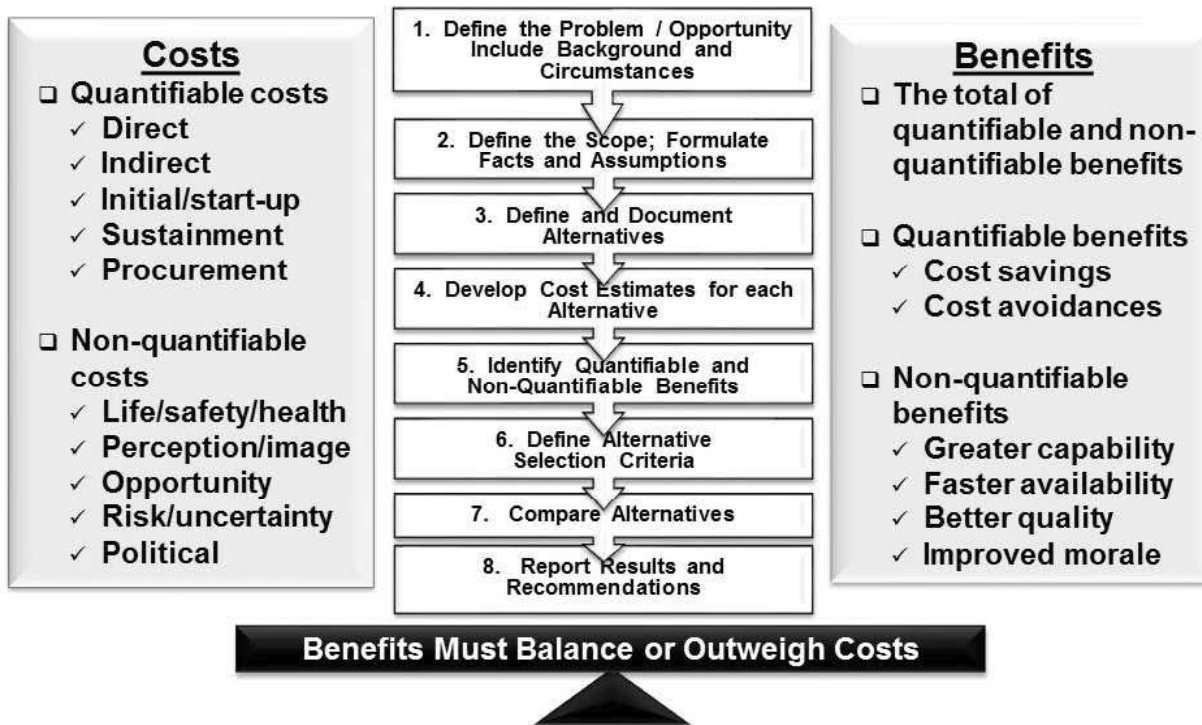 Costs
❑ Quantifiable costs
✓ Direct
✓ Indirect
✓ Initial/start-up
✓ Sustainment
✓ Procurement
❑ Non-quantifiable
costs
✓ Life/safety/health
✓ Perception/image
✓ Opportunity
✓ Risk/uncertainty
✓ Political
1. Define the Problem / Opportunity
Include Background and
Circumstances
2. Define the Scope; Formulate
Facts and Assumptions
3. Define and Document
Alternatives
4. Develop Cost Estimates for each
Alternative
5. Identify Quantifiable and
Non-Quantifiable Benefits
6. Define Alternative
Selection Criteria
7. Compare Alternatives
8. Report Results and
Recommendations
Benefits
❑ The total of
quantifiable and non-
quantifiable benefits
❑ Quantifiable benefits
✓ Cost savings
✓ Cost avoidances
❑ Non-quantifiable
benefits
✓ Greater capability
✓ Faster availability
✓ Better quality
✓ Improved morale
Benefits Must Balance or Outweigh Costs